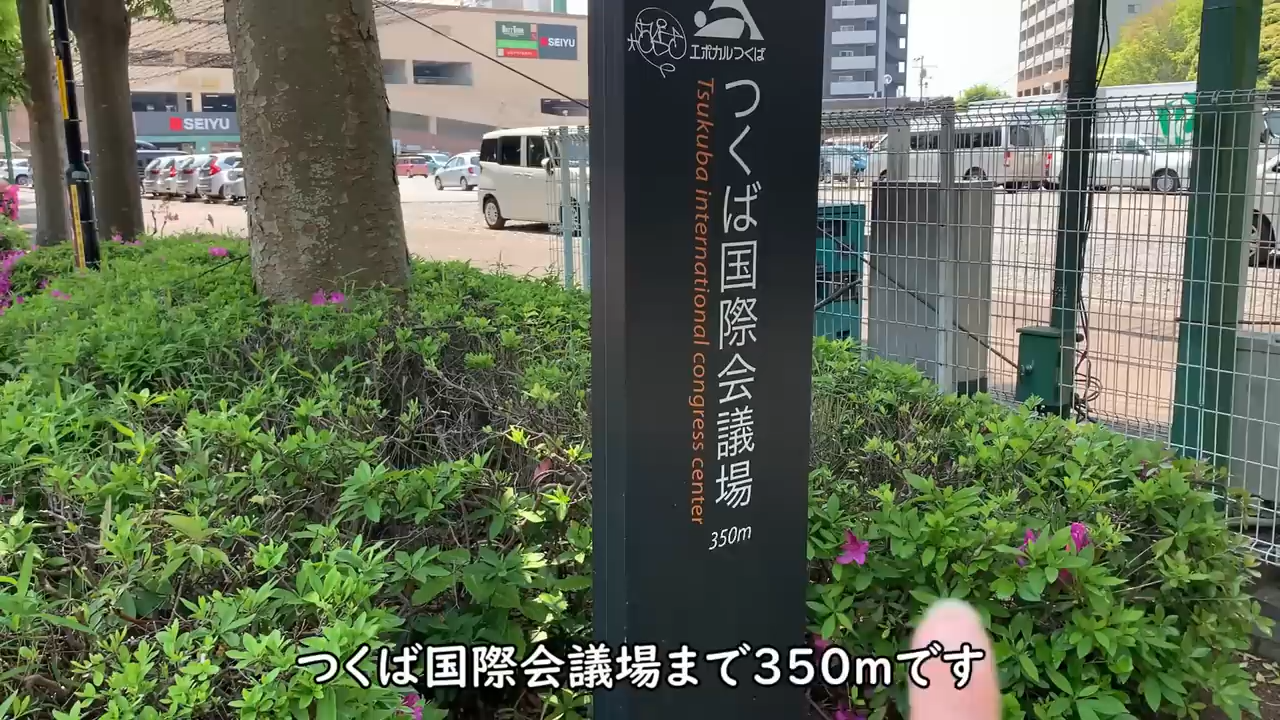 SEIYU
SEIYU
エポカルつくば
つくば国際会議場
Tsukuba international congress center
350m
つくば国際会議場まで350mです